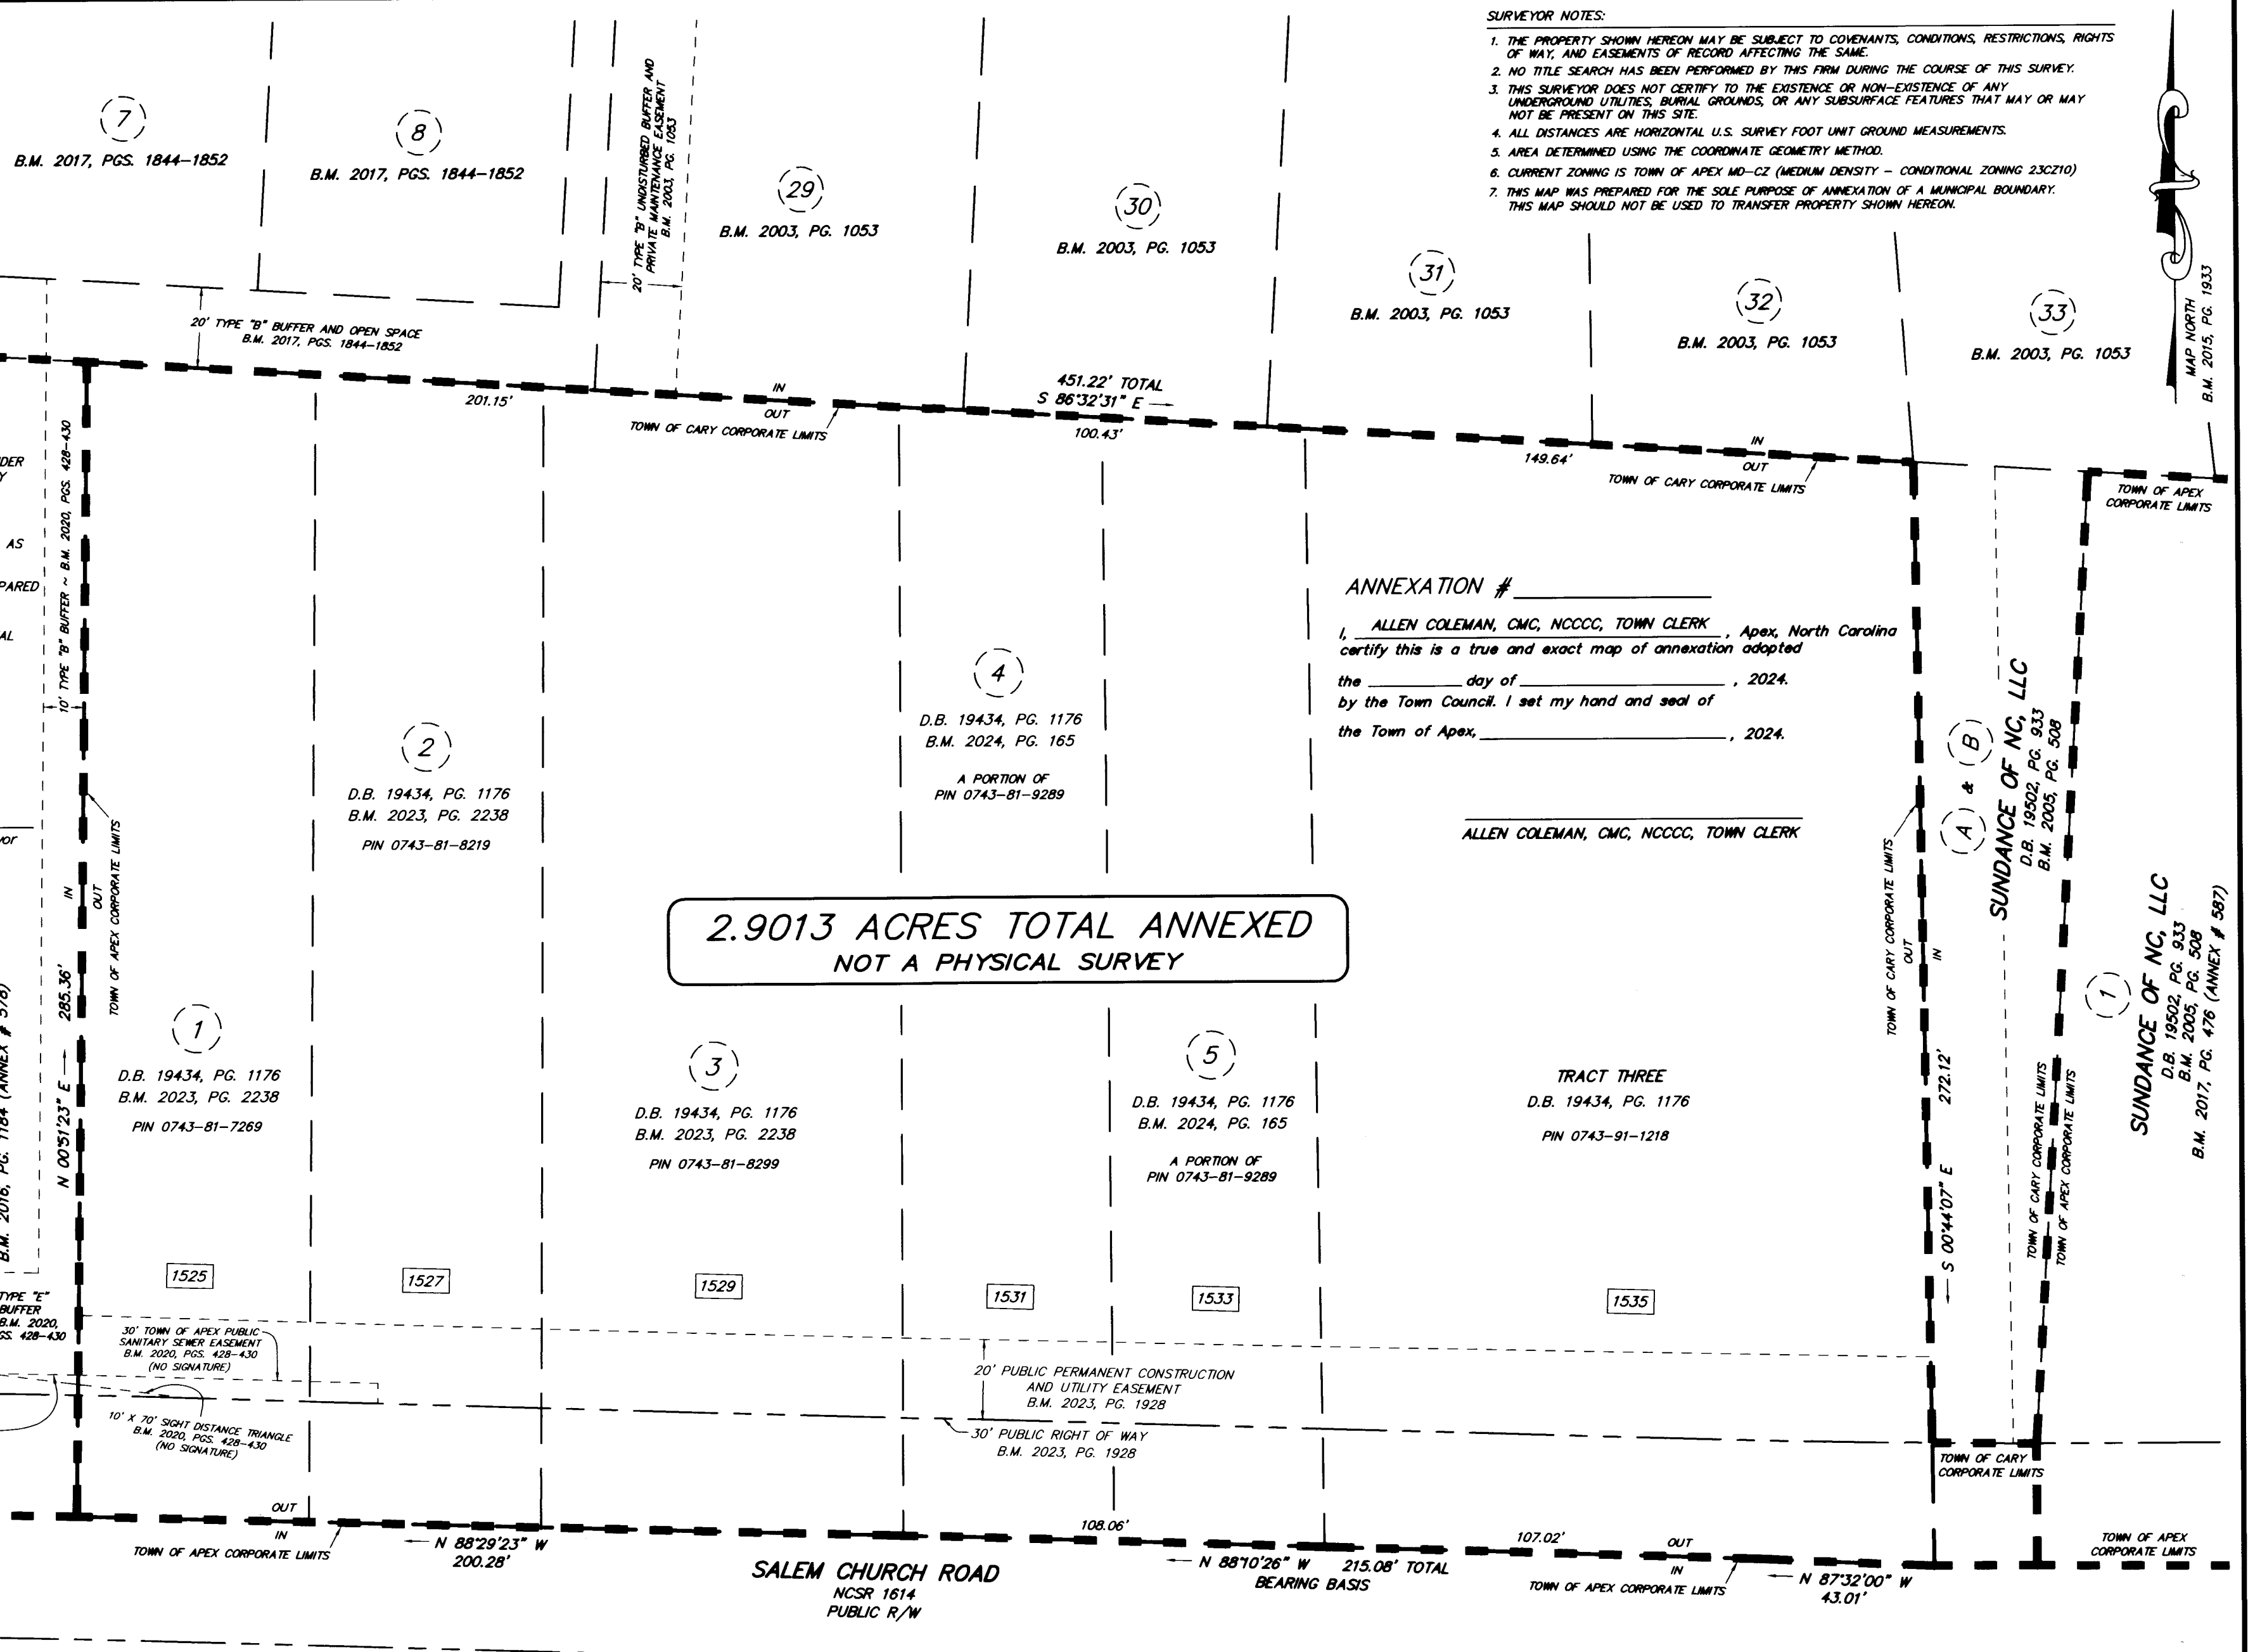 SURVEYOR NOTES:
1. THE PROPERTY SHOWN HEREON MAY BE SUBJECT TO COVENANTS, CONDITIONS, RESTRICTIONS, RIGHTS
OF WAY, AND EASEMENTS OF RECORD AFFECTING THE SAME.
2. NO TITLE SEARCH HAS BEEN PERFORMED BY THIS FIRM DURING THE COURSE OF THIS SURVEY.
3. THIS SURVEYOR DOES NOT CERTIFY TO THE EXISTENCE OR NON-EXISTENCE OF ANY
UNDERGROUND UTILITIES, BURIAL GROUNDS, OR ANY SUBSURFACE FEATURES THAT MAY OR MAY
NOT BE PRESENT ON THIS SITE.
4. ALL DISTANCES ARE HORIZONTAL U.S. SURVEY FOOT UNIT GROUND MEASUREMENTS.
5. AREA DETERMINED USING THE COORDINATE GEOMETRY METHOD.
6. CURRENT ZONING IS TOWN OF APEX MD-CZ (MEDIUM DENSITY - CONDITIONAL ZONING 23CZ10)
7. THIS MAP WAS PREPARED FOR THE SOLE PURPOSE OF ANNEXATION OF A MUNICIPAL BOUNDARY.
THIS MAP SHOULD NOT BE USED TO TRANSFER PROPERTY SHOWN HEREON.
MAP NORTH
B.M. 2015, PG. 1933
7
B.M. 2017, PGS. 1844-1852
8
B.M. 2017, PGS. 1844-1852
20' TYPE "B" UNDISTURBED BUFFER AND
PRIVATE MAINTENANCE EASEMENT
B.M. 2003, PG. 1053
29
B.M. 2003, PG. 1053
30
B.M. 2003, PG. 1053
31
B.M. 2003, PG. 1053
32
B.M. 2003, PG. 1053
33
B.M. 2003, PG. 1053
20' TYPE "B" BUFFER AND OPEN SPACE
B.M. 2017, PGS. 1844-1852
201.15'
IN
OUT
TOWN OF CARY CORPORATE LIMITS
451.22' TOTAL
S 86°32'31" E
100.43'
149.64'
IN
OUT
TOWN OF CARY CORPORATE LIMITS
TOWN OF APEX
CORPORATE LIMITS
DER
Y
AS
PARED
AL
vor
10' TYPE "B" BUFFER ~ B.M. 2020, PGS. 428-430
IN
OUT
TOWN OF APEX CORPORATE LIMITS
N 00°51'23" E
285.36'
B.M. 2016, PG. 1184 (ANNEX # 578)
ANNEXATION #
I, ALLEN COLEMAN, CMC, NCCCC, TOWN CLERK , Apex, North Carolina
certify this is a true and exact map of annexation adopted
the day of , 2024.
by the Town Council. I set my hand and seal of
the Town of Apex, , 2024.
ALLEN COLEMAN, CMC, NCCCC, TOWN CLERK
4
D.B. 19434, PG. 1176
B.M. 2024, PG. 165
A PORTION OF
PIN 0743-81-9289
2
D.B. 19434, PG. 1176
B.M. 2023, PG. 2238
PIN 0743-81-8219
2.9013 ACRES TOTAL ANNEXED
NOT A PHYSICAL SURVEY
1
D.B. 19434, PG. 1176
B.M. 2023, PG. 2238
PIN 0743-81-7269
3
D.B. 19434, PG. 1176
B.M. 2023, PG. 2238
PIN 0743-81-8299
5
D.B. 19434, PG. 1176
B.M. 2024, PG. 165
A PORTION OF
PIN 0743-81-9289
TRACT THREE
D.B. 19434, PG. 1176
PIN 0743-91-1218
TOWN OF CARY CORPORATE LIMITS
OUT
IN
S 00°44'07" E
272.12'
A & B
SUNDANCE OF NC, LLC
D.B. 19502, PG. 933
B.M. 2005, PG. 508
TOWN OF CARY CORPORATE LIMITS
TOWN OF APEX CORPORATE LIMITS
1
SUNDANCE OF NC, LLC
D.B. 19502, PG. 933
B.M. 2005, PG. 508
B.M. 2017, PG. 476 (ANNEX # 587)
1525
1527
1529
1531
1533
1535
TYPE "E"
BUFFER
B.M. 2020,
GS. 428-430
30' TOWN OF APEX PUBLIC
SANITARY SEWER EASEMENT
B.M. 2020, PGS. 428-430
(NO SIGNATURE)
10' X 70' SIGHT DISTANCE TRIANGLE
B.M. 2020, PGS. 428-430
(NO SIGNATURE)
20' PUBLIC PERMANENT CONSTRUCTION
AND UTILITY EASEMENT
B.M. 2023, PG. 1928
30' PUBLIC RIGHT OF WAY
B.M. 2023, PG. 1928
TOWN OF CARY
CORPORATE LIMITS
OUT
IN
TOWN OF APEX CORPORATE LIMITS
N 88°29'23" W
200.28'
SALEM CHURCH ROAD
NCSR 1614
PUBLIC R/W
108.06'
N 88°10'26" W 215.08' TOTAL
BEARING BASIS
107.02'
OUT
IN
TOWN OF APEX CORPORATE LIMITS
N 87°32'00" W
43.01'
TOWN OF APEX
CORPORATE LIMITS